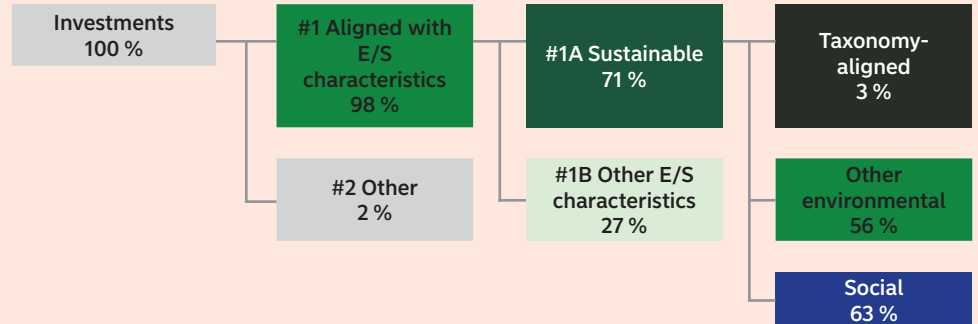 Investments
100 %
#1 Aligned with
E/S
characteristics
98 %
#2 Other
2 %
#1A Sustainable
71 %
#1B Other E/S
characteristics
27 %
Taxonomy-
aligned
3 %
Other
environmental
56 %
Social
63 %